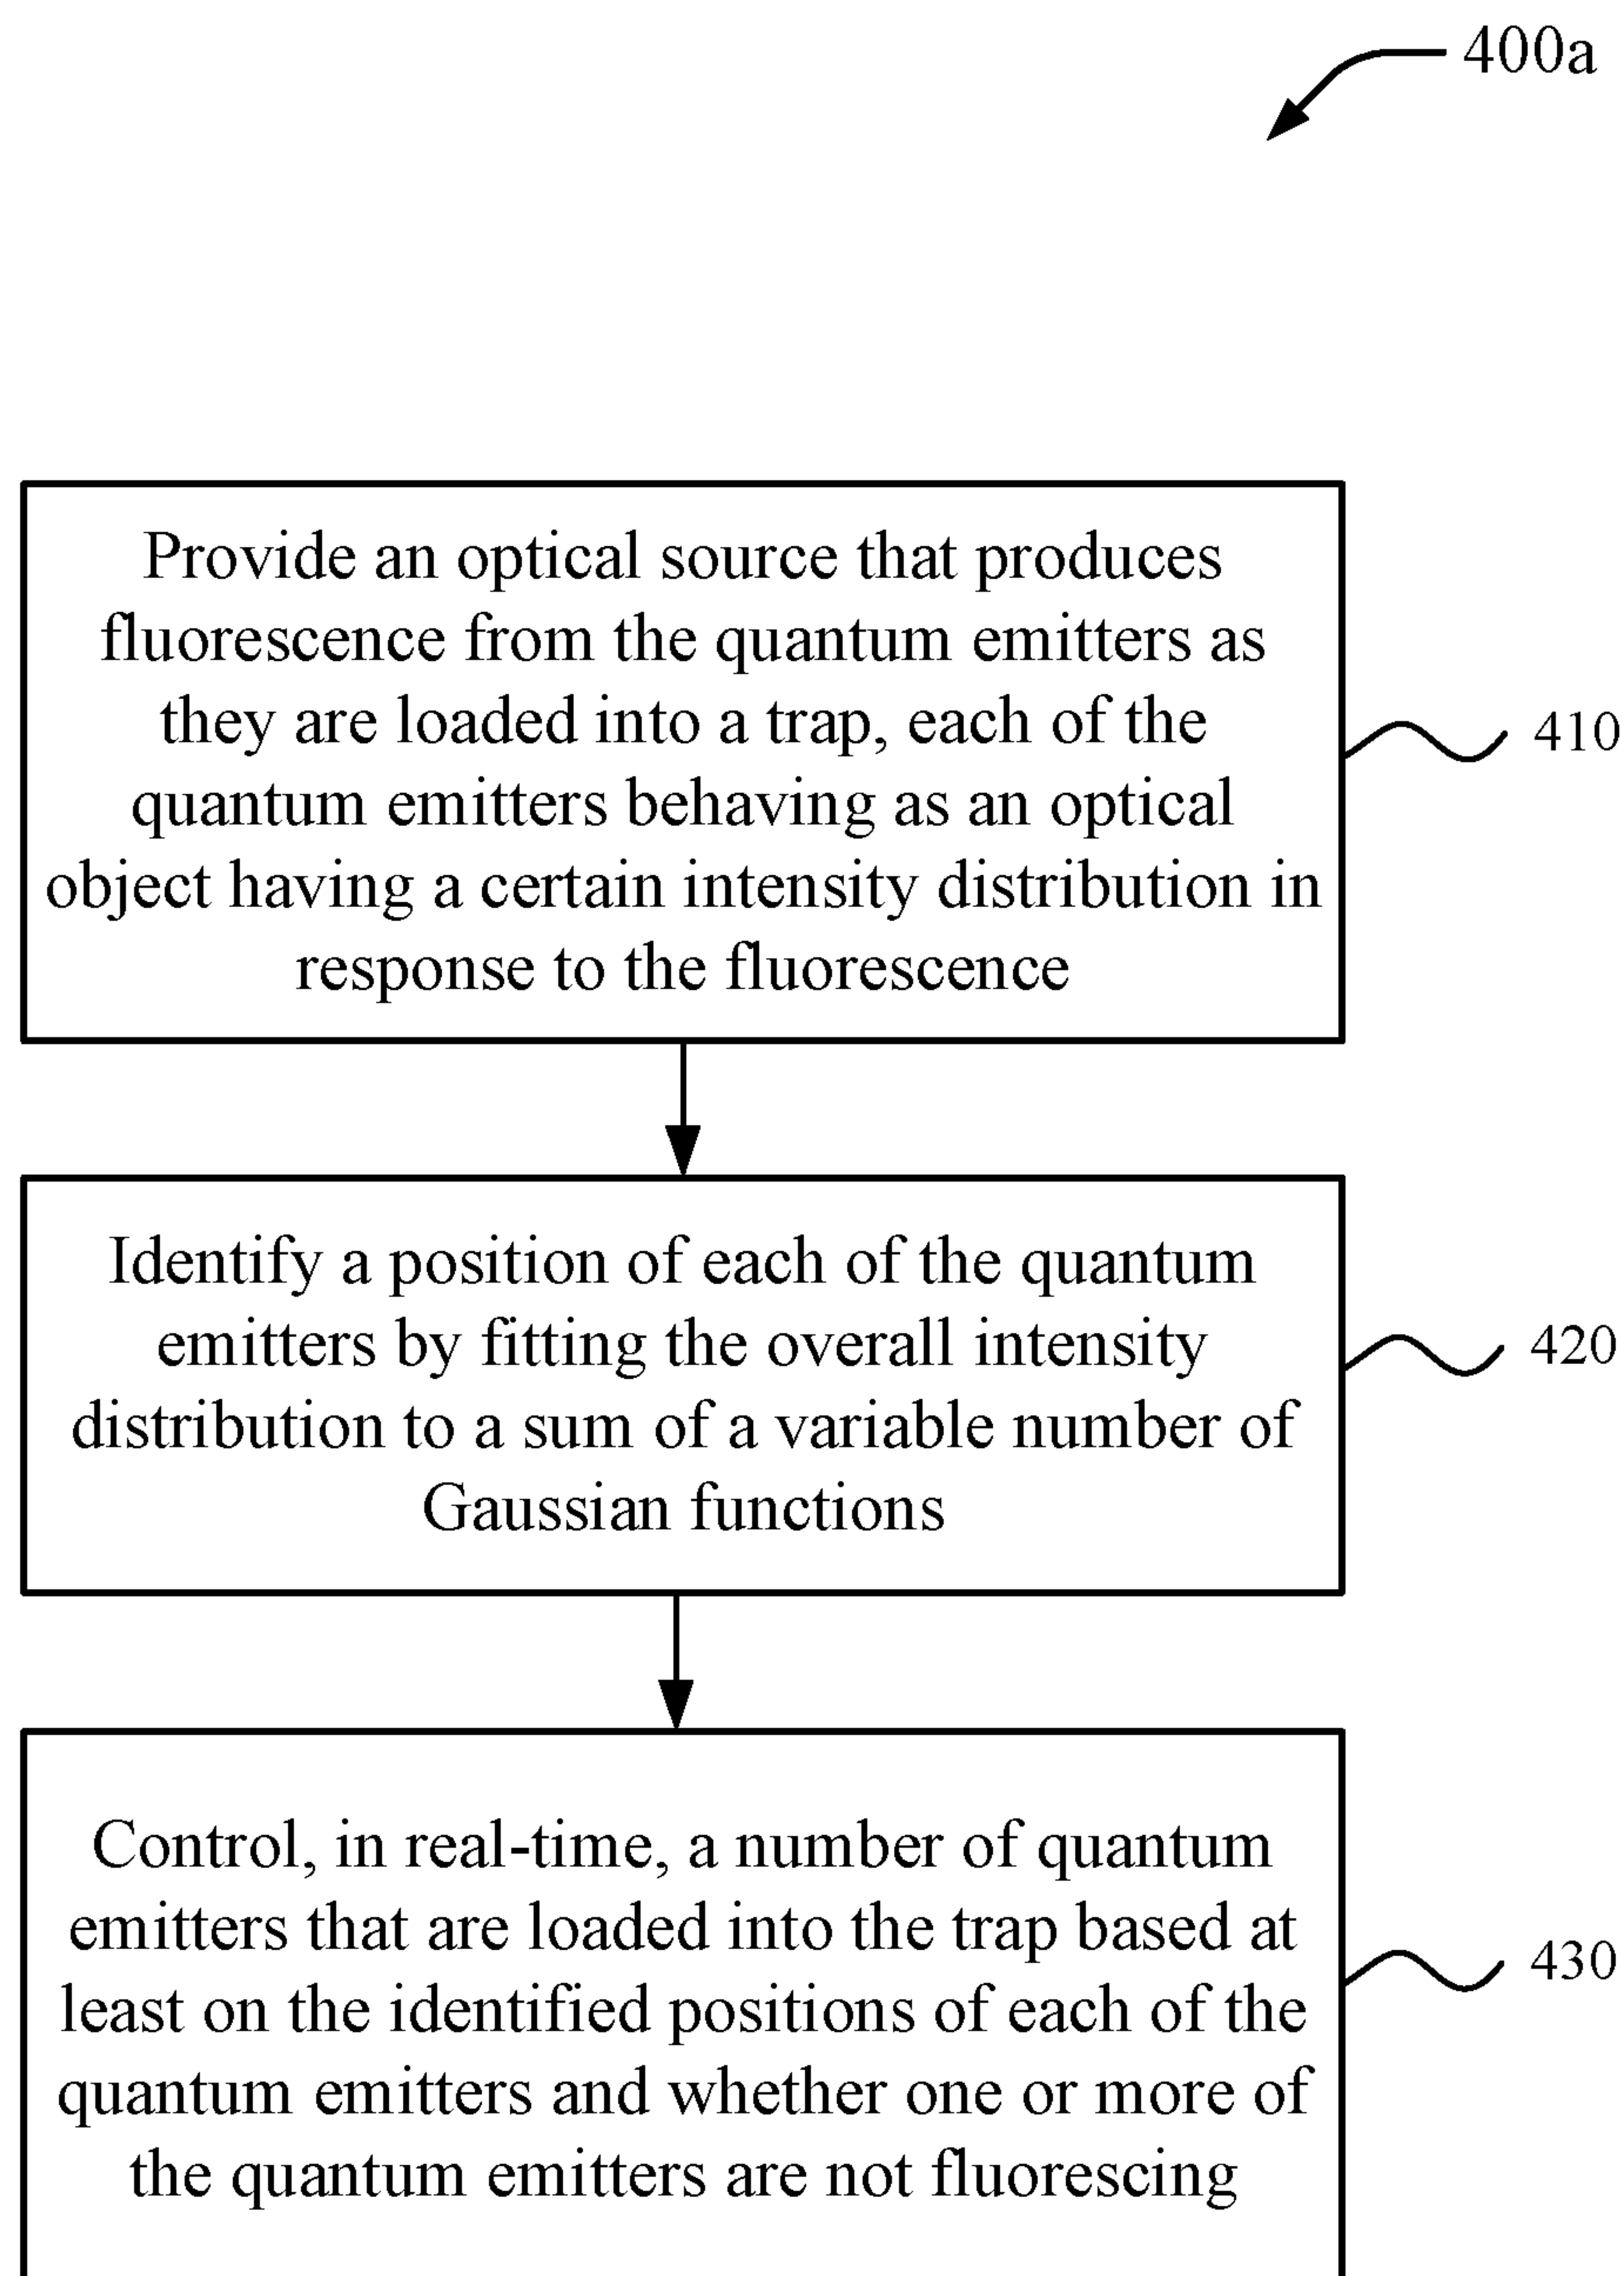 400a
Provide an optical source that produces
fluorescence from the quantum emitters as
they are loaded into a trap, each of the
quantum emitters behaving as an optical
object having a certain intensity distribution in
response to the fluorescence
410
Identify a position of each of the quantum
emitters by fitting the overall intensity
distribution to a sum of a variable number of
Gaussian functions
420
Control, in real-time, a number of quantum
emitters that are loaded into the trap based at
least on the identified positions of each of the
quantum emitters and whether one or more of
the quantum emitters are not fluorescing
430